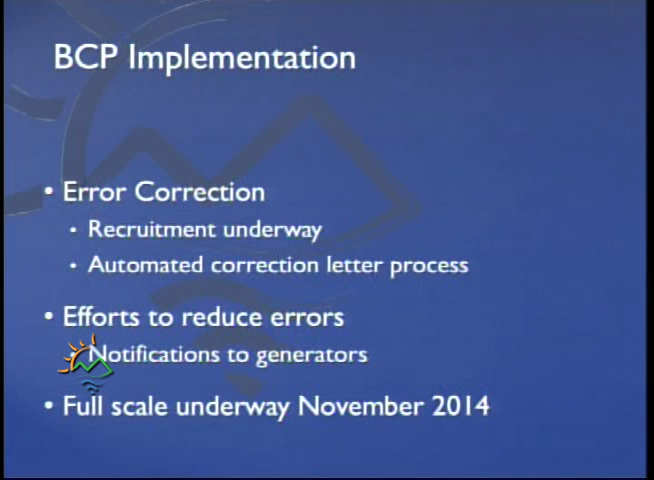 BCP Implementation
• Error Correction
• Recruitment underway
• Automated correction letter process
• Efforts to reduce errors
• Notifications to generators
• Full scale underway November 2014